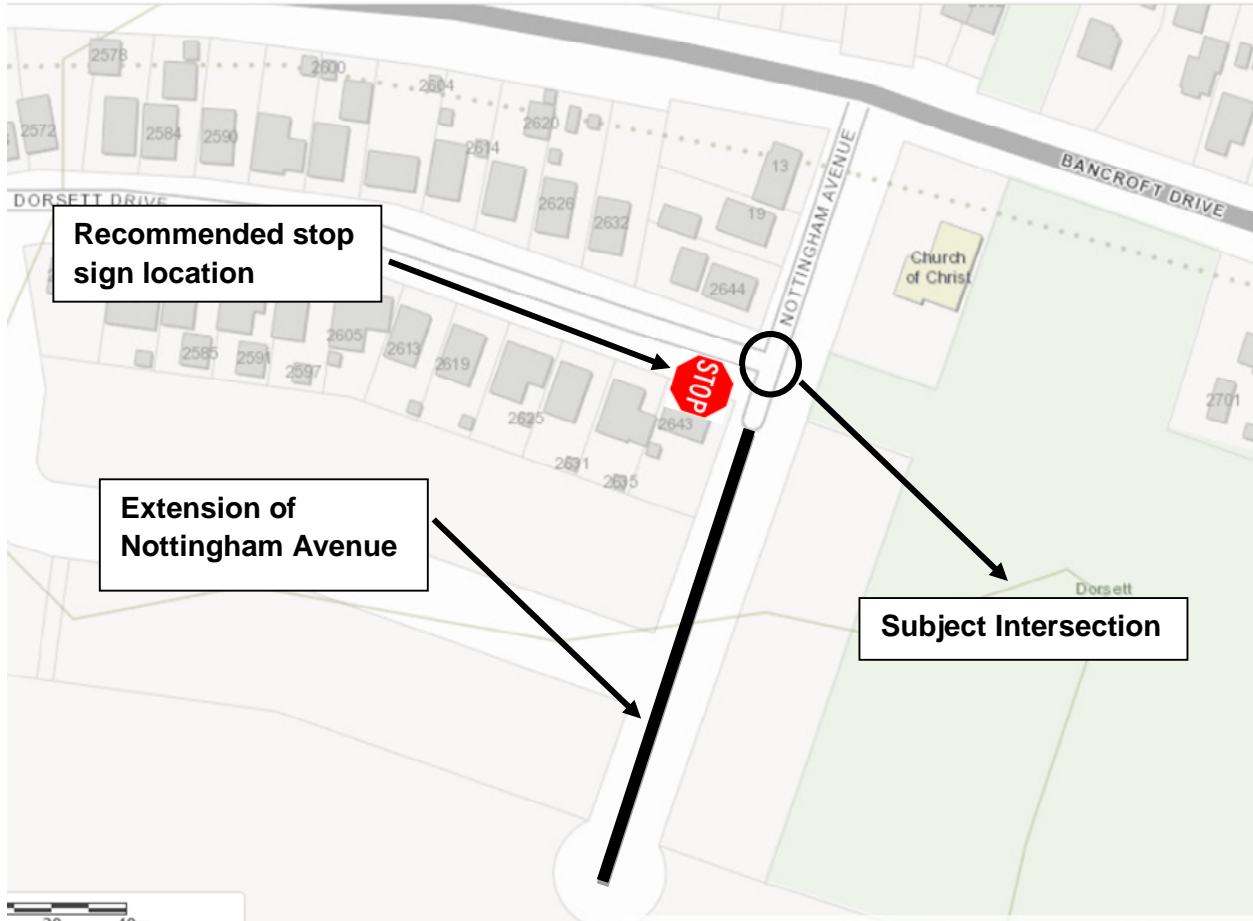 2578
2600
2604
2572
2584
2590
2620
2614
13
BANCROFT DRIVE
NOTTINGHAM AVENUE
DORSETT DRIVE
2626
2632
19
Recommended stop
sign location
Church
of Christ
2644
2605
2613
2585
2591
2619
2597
STOP
2701
2625
2643
2631
2635
Extension of
Nottingham Avenue
Dorsett
Subject Intersection